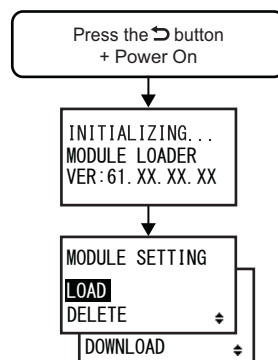 Press the ⮌ button
+ Power On
INITIALIZING...
MODULE LOADER
VER:61.XX.XX.XX
MODULE SETTING
LOAD
DELETE
DOWNLOAD